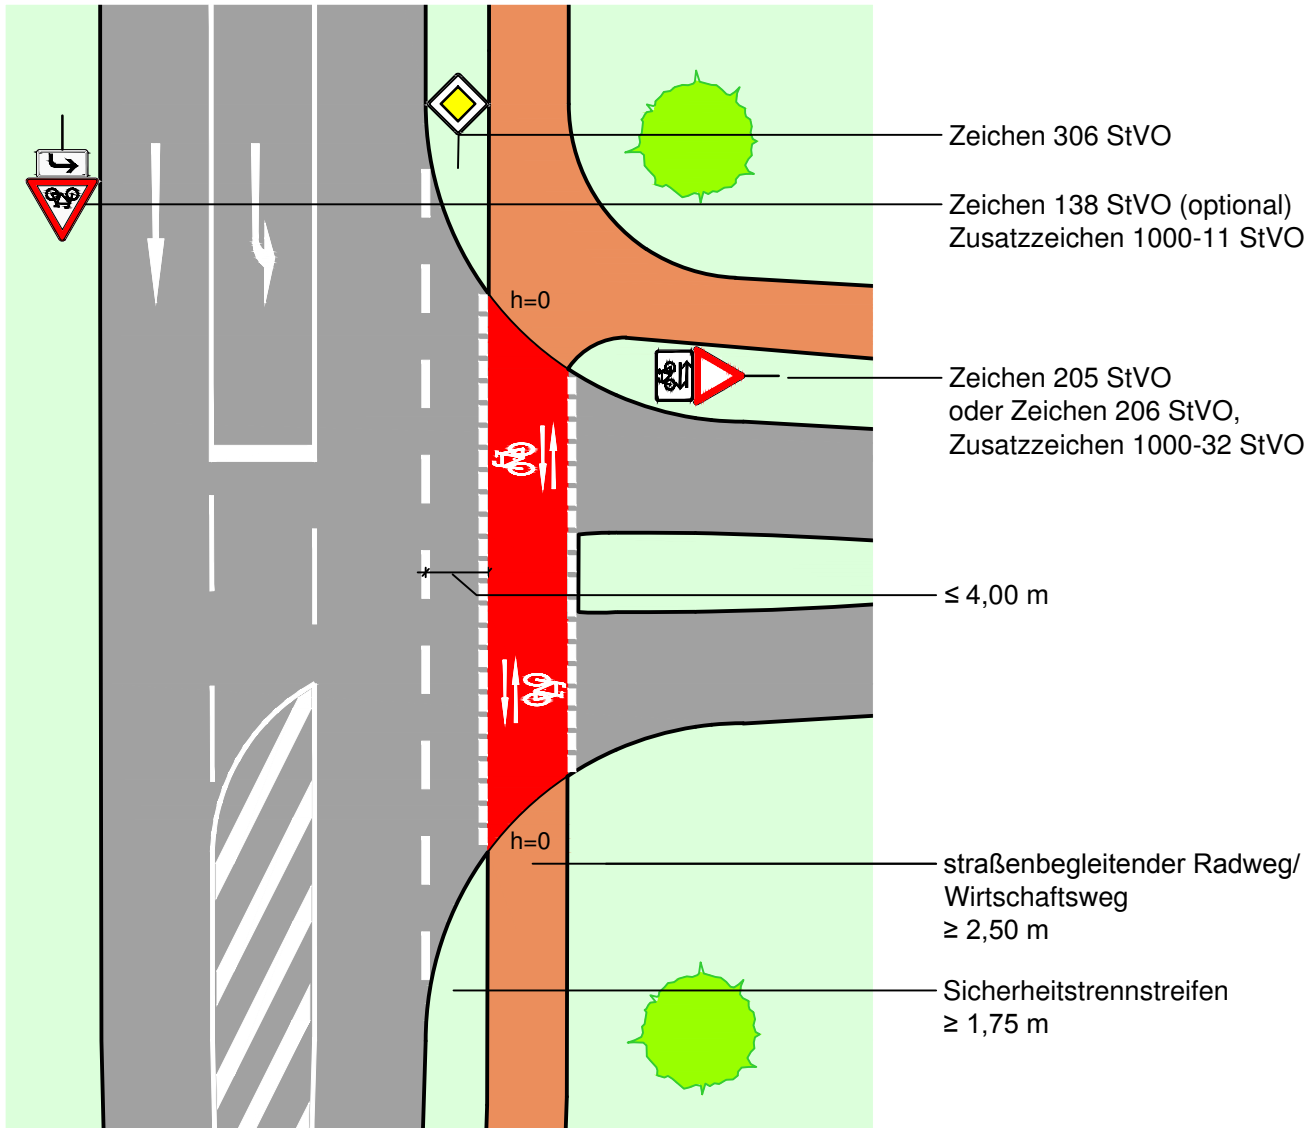 Zeichen 306 StVO
Zeichen 138 StVO (optional)
Zusatzzeichen 1000-11 StVO
h=0
Zeichen 205 StVO
oder Zeichen 206 StVO,
Zusatzzeichen 1000-32 StVO
≤ 4,00 m
h=0
straßenbegleitender Radweg/
Wirtschaftsweg
≥ 2,50 m
Sicherheitstrennstreifen
≥ 1,75 m